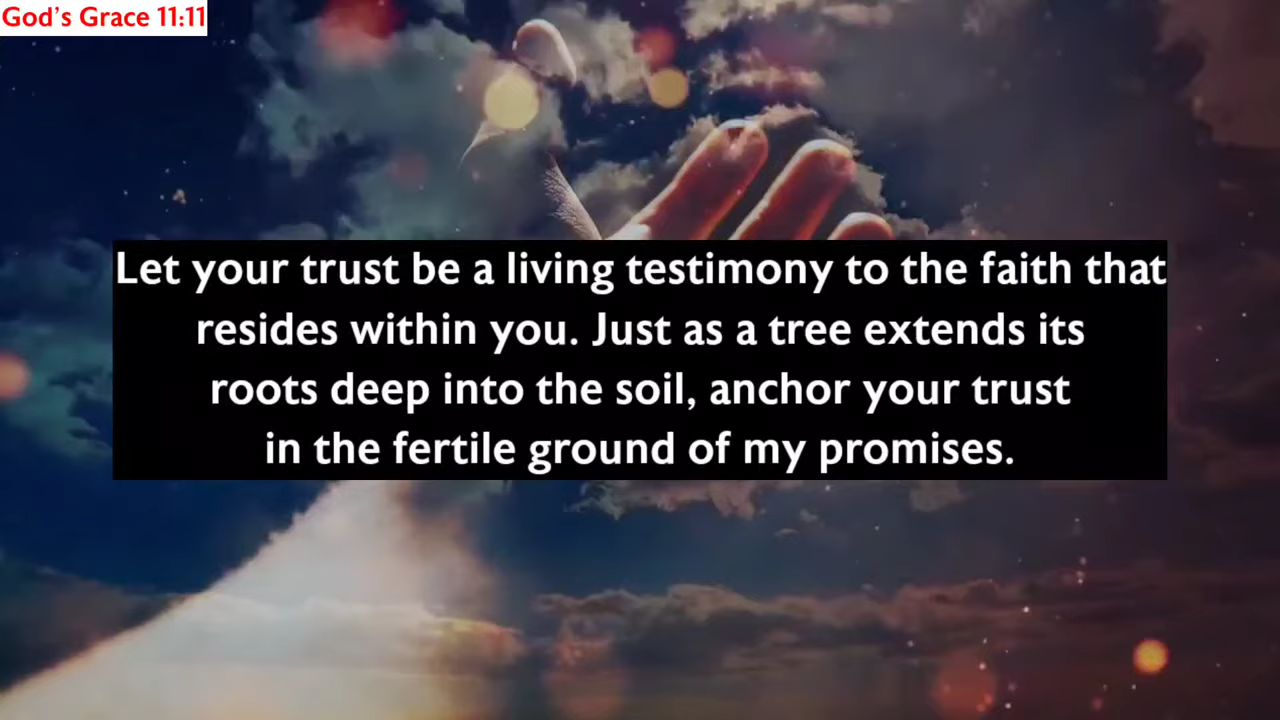 God's Grace 11:11
Let your trust be a living testimony to the faith that
resides within you. Just as a tree extends its
roots deep into the soil, anchor your trust
in the fertile ground of my promises.